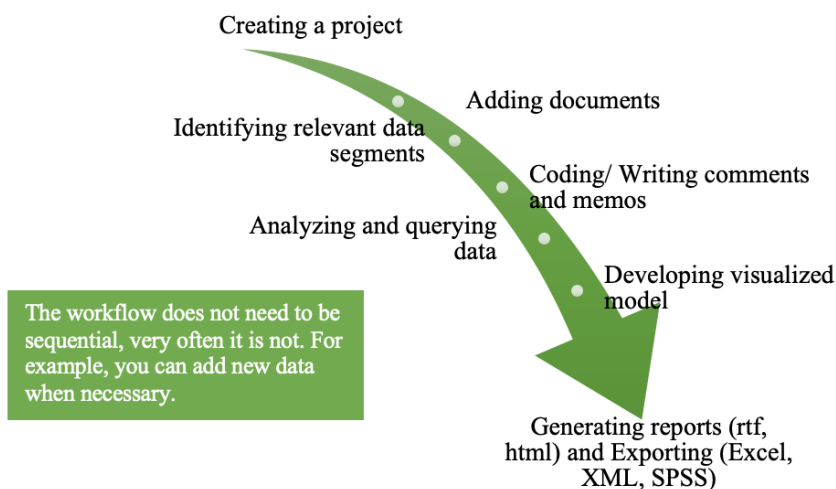 Creating a project
Adding documents
Identifying relevant data
segments
Coding/ Writing comments
and memos
Analyzing and querying
data
Developing visualized
model
The workflow does not need to be
sequential, very often it is not. For
example, you can add new data
when necessary.
Generating reports (rtf,
html) and Exporting (Excel,
XML, SPSS)